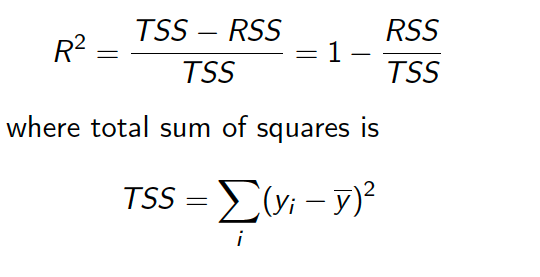 R² = (TSS − RSS) / TSS = 1 − RSS / TSS
where total sum of squares is
TSS = ∑ᵢ (yᵢ − ȳ)²